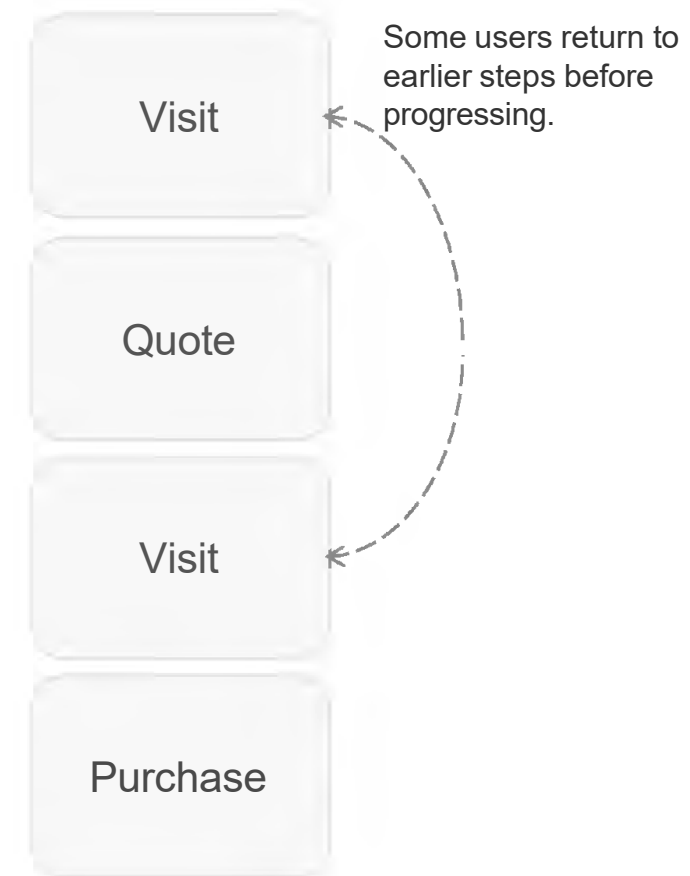 Some users return to
earlier steps before
progressing.
Visit
Quote
Visit
Purchase